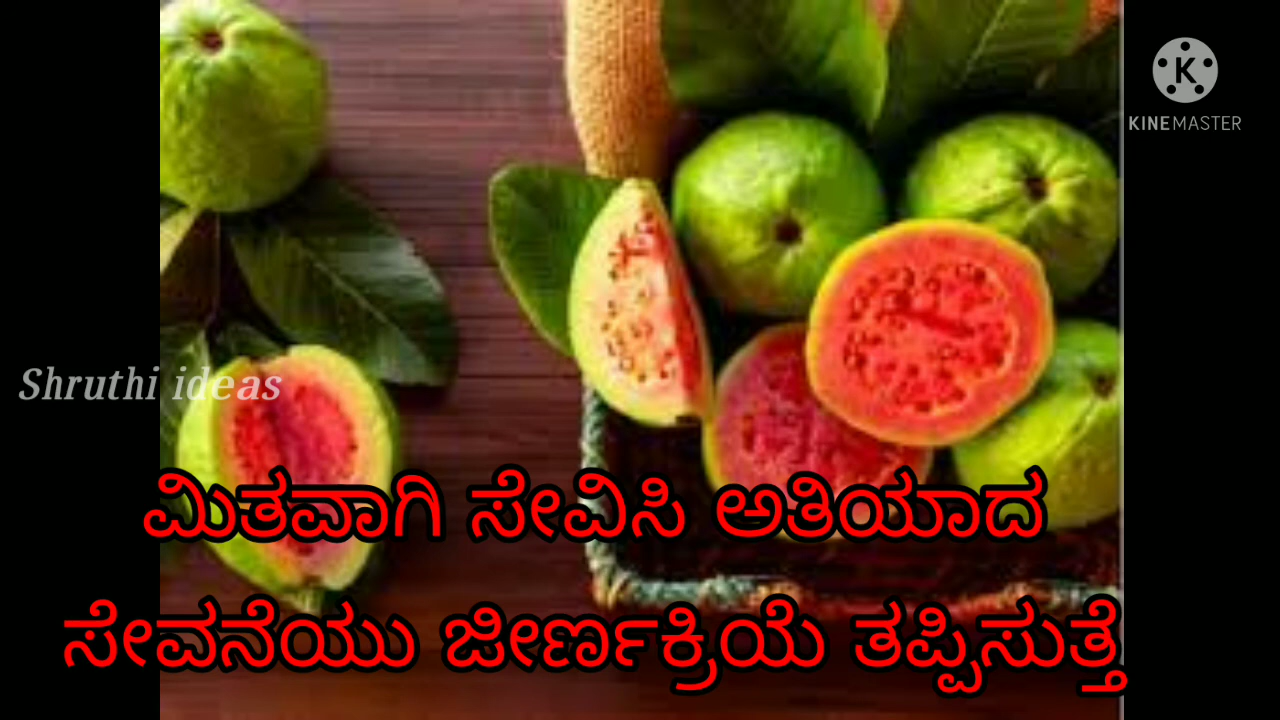 KINEMASTER
Shruthi ideas
ಮಿತವಾಗಿ ಸೇವಿಸಿ ಅತಿಯಾದ
ಸೇವನೆಯು ಜೀರ್ಣಕ್ರಿಯೆ ತಪ್ಪಿಸುತ್ತೆ